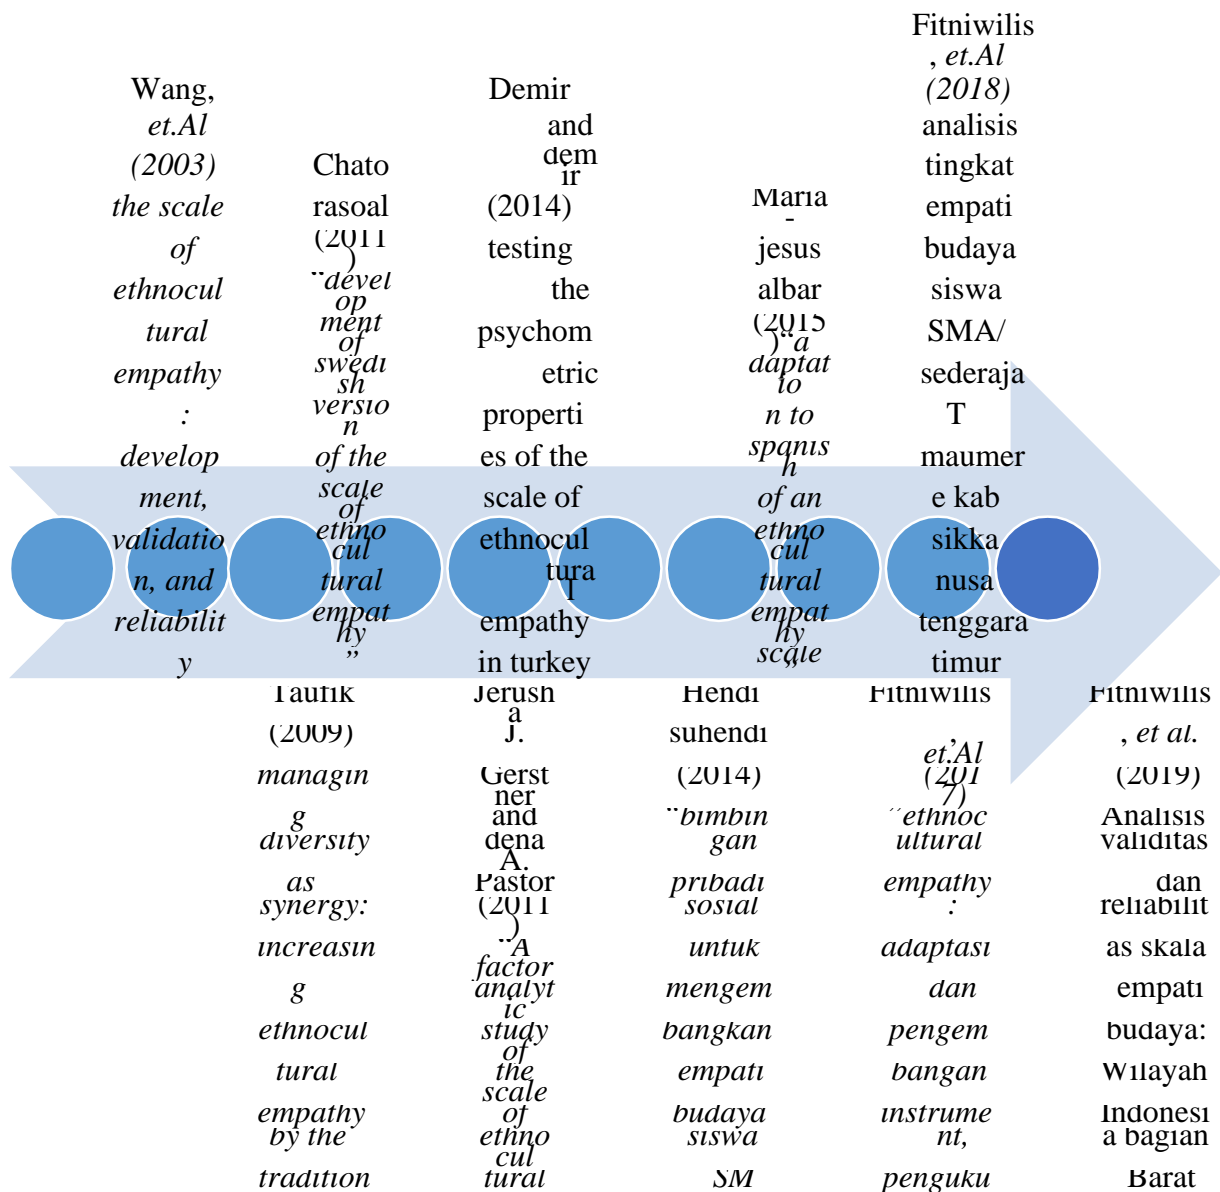 Wang,
et.Al
(2003)
the scale
of
ethnocul
tural
empathy
:
develop
ment,
validatio
n, and
reliabilit
y
Taufik
(2009)
managin
g
diversity
as
synergy:
increasin
g
ethnocul
tural
empathy
by the
tradition
Chato
rasoal
(2011
)
“devel
op
ment
of
swedi
sh
versio
n
of the
scale
of
ethno
cul
tural
empat
hy
”
Jerush
a
J.
Gerst
ner
and
dena
A.
Pastor
(2011
)
“A
factor
analyt
ic
study
of
the
scale
of
ethno
cul
tural
Demir
and
dem
ir
(2014)
testing
the
psychom
etric
properti
es of the
scale of
ethnocul
tura
l
empathy
in turkey
Hendi
suhendi
(2014)
“bimbin
gan
pribadi
sosial
untuk
mengem
bangkan
empati
budaya
siswa
SM
Maria
-
jesus
albar
(2015
)“a
daptat
io
n to
spanis
h
of an
ethno
cul
tural
empat
hy
scale
”
Fitniwilis
,
et.Al
(201
7)
”ethnoc
ultural
empathy
:
adaptasi
dan
pengem
bangan
instrume
nt,
penguku
Fitniwilis
, et.Al
(2018)
analisis
tingkat
empati
budaya
siswa
SMA/
sederaja
T
maumer
e kab
sikka
nusa
tenggara
timur
Fitniwilis
, et al.
(2019)
Analisis
validitas
dan
reliabilit
as skala
empati
budaya:
Wilayah
Indonesi
a bagian
Barat